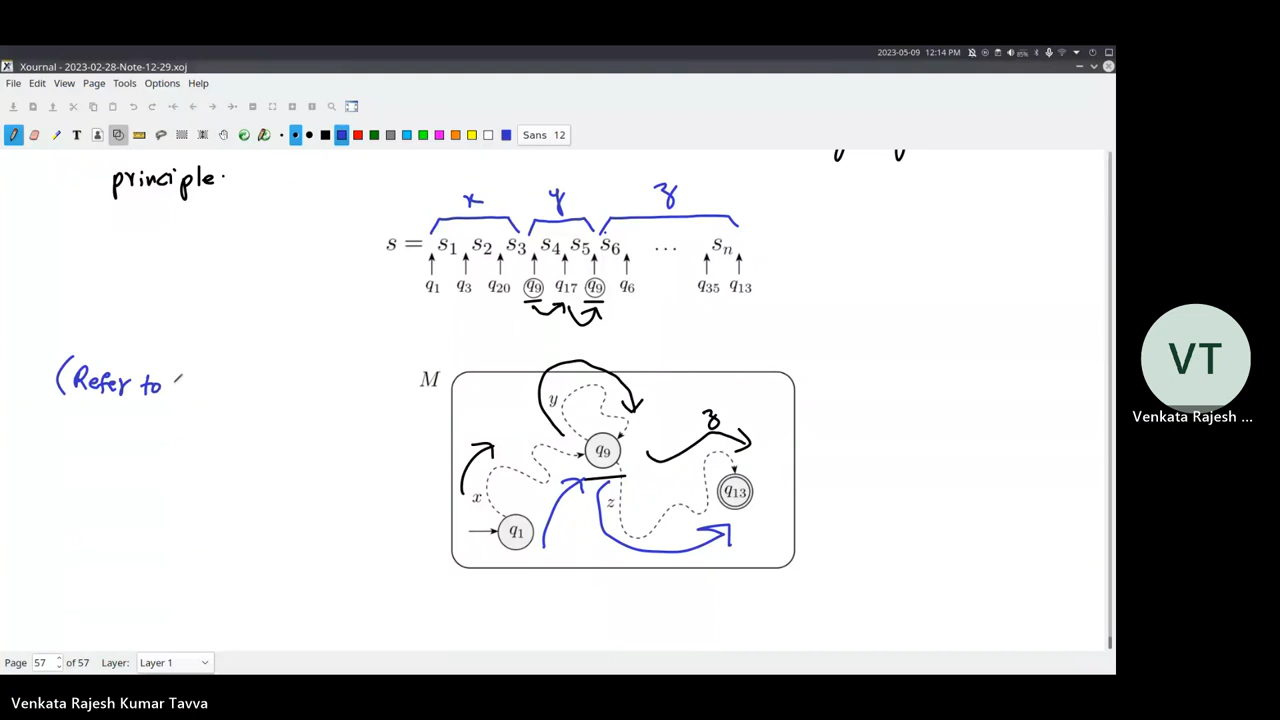 2023-05-09 12:14 PM
85%
Xournal - 2023-02-28-Note-12-29.xoj
File Edit View Page Tools Options Help
Sans 12
principle.
x y z
s = s1 s2 s3 s4 s5 s6 ... sn
q1 q3 q20 q9 q17 q9 q6 q35 q13
(Refer to
M
y
z
q9
x
z
q13
q1
VT
Venkata Rajesh ...
Page 57 of 57 Layer: Layer 1
Venkata Rajesh Kumar Tavva